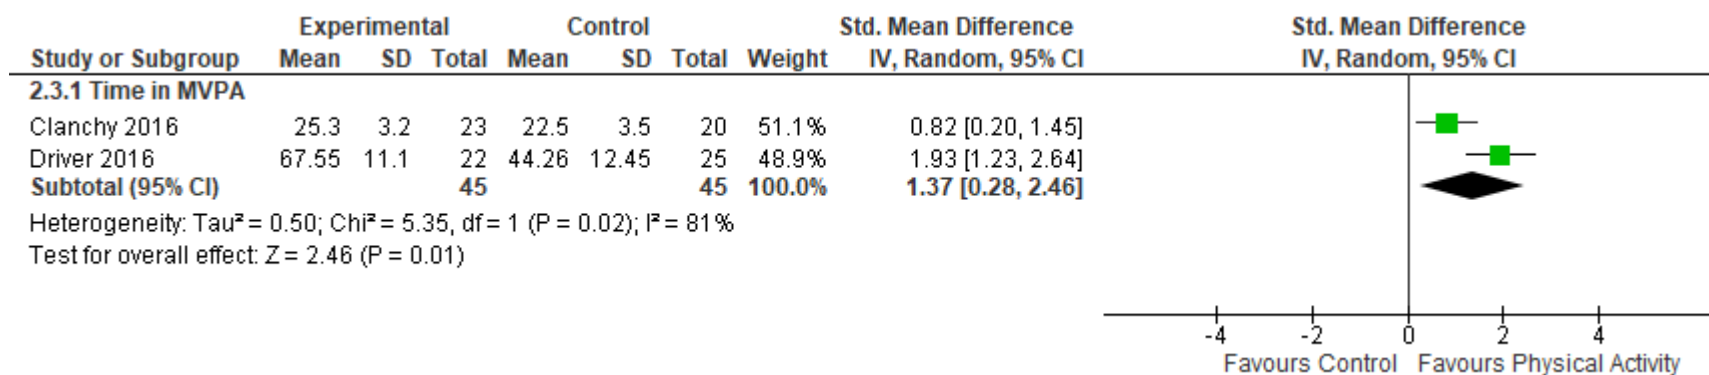 Experimental Control Std. Mean Difference Std. Mean Difference
Study or Subgroup Mean SD Total Mean SD Total Weight IV, Random, 95% CI IV, Random, 95% CI
2.3.1 Time in MVPA
Clanchy 2016 25.3 3.2 23 22.5 3.5 20 51.1% 0.82 [0.20, 1.45]
Driver 2016 67.55 11.1 22 44.26 12.45 25 48.9% 1.93 [1.23, 2.64]
Subtotal (95% CI) 45 45 100.0% 1.37 [0.28, 2.46]
Heterogeneity: Tau² = 0.50; Chi² = 5.35, df = 1 (P = 0.02); I² = 81%
Test for overall effect: Z = 2.46 (P = 0.01)
-4 -2 0 2 4
Favours Control Favours Physical Activity